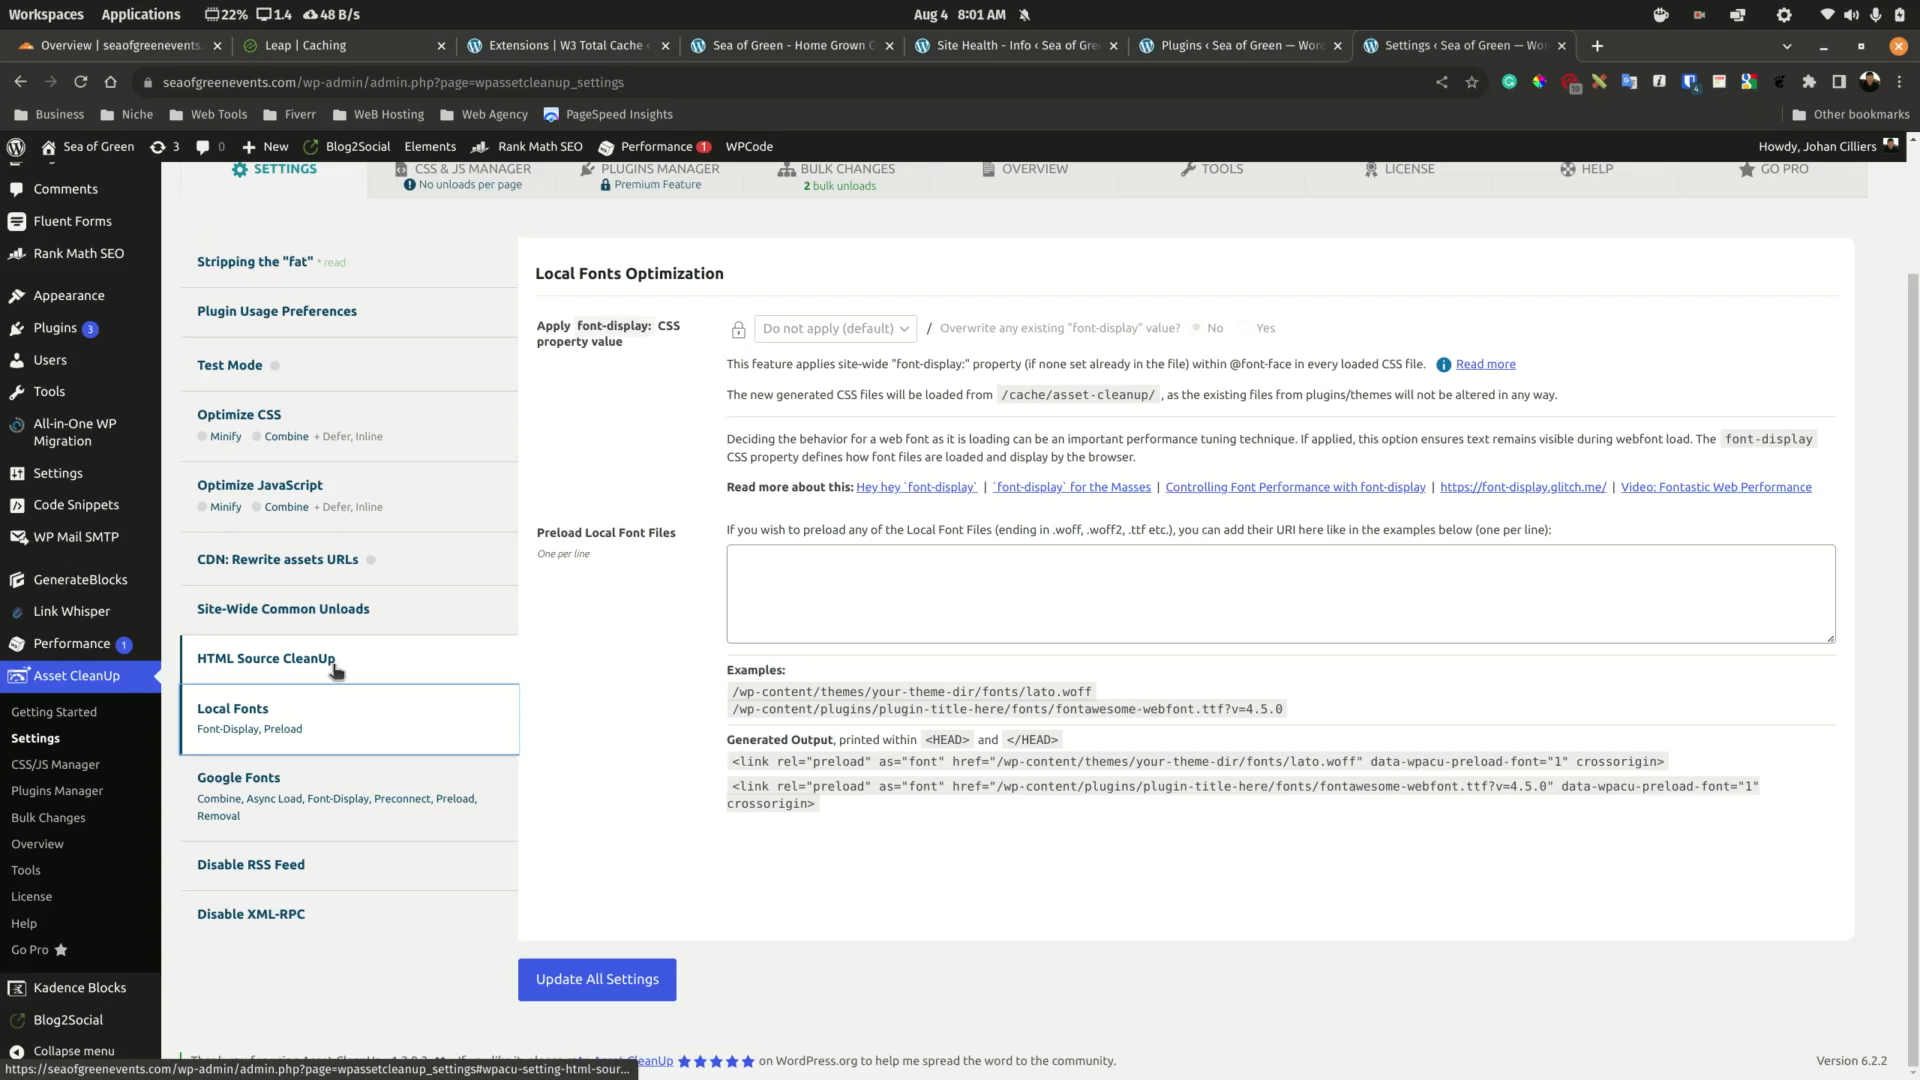 Workspaces Applications 22% 1.4 48 B/s Aug 4 8:01 AM
Overview | seaofgreenevents. Leap | Caching Extensions | W3 Total Cache ‹ Sea of Green - Home Grown C Site Health - Info ‹ Sea of Gre Plugins ‹ Sea of Green — Word Settings ‹ Sea of Green — Wo
seaofgreenevents.com/wp-admin/admin.php?page=wpassetcleanup_settings 10 4
Business Niche Web Tools Fiverr WeB Hosting Web Agency PageSpeed Insights Other bookmarks
Sea of Green 3 0 New Blog2Social Elements Rank Math SEO Performance 1 WPCode Howdy, Johan Cilliers
Comments
Fluent Forms
Rank Math SEO
Appearance
Plugins 3
Users
Tools
All-in-One WP
Migration
Settings
Code Snippets
WP Mail SMTP
GenerateBlocks
Link Whisper
Performance 1
Asset CleanUp
Getting Started
Settings
CSS/JS Manager
Plugins Manager
Bulk Changes
Overview
Tools
License
Help
Go Pro
Kadence Blocks
Blog2Social
Collapse menu
SETTINGS CSS & JS MANAGER PLUGINS MANAGER BULK CHANGES OVERVIEW TOOLS LICENSE HELP GO PRO
No unloads per page Premium Feature 2 bulk unloads
Stripping the "fat" * read
Plugin Usage Preferences
Test Mode
Optimize CSS
Minify Combine + Defer, Inline
Optimize JavaScript
Minify Combine + Defer, Inline
CDN: Rewrite assets URLs
Site-Wide Common Unloads
HTML Source CleanUp
Local Fonts
Font-Display, Preload
Google Fonts
Combine, Async Load, Font-Display, Preconnect, Preload,
Removal
Disable RSS Feed
Disable XML-RPC
Local Fonts Optimization
Apply font-display: CSS
property value
Do not apply (default) / Overwrite any existing "font-display" value? No Yes
This feature applies site-wide "font-display:" property (if none set already in the file) within @font-face in every loaded CSS file. Read more
The new generated CSS files will be loaded from /cache/asset-cleanup/ , as the existing files from plugins/themes will not be altered in any way.
Deciding the behavior for a web font as it is loading can be an important performance tuning technique. If applied, this option ensures text remains visible during webfont load. The font-display
CSS property defines how font files are loaded and display by the browser.
Read more about this: Hey hey `font-display` | `font-display` for the Masses | Controlling Font Performance with font-display | https://font-display.glitch.me/ | Video: Fontastic Web Performance
Preload Local Font Files
One per line
If you wish to preload any of the Local Font Files (ending in .woff, .woff2, .ttf etc.), you can add their URI here like in the examples below (one per line):
Examples:
/wp-content/themes/your-theme-dir/fonts/lato.woff
/wp-content/plugins/plugin-title-here/fonts/fontawesome-webfont.ttf?v=4.5.0
Generated Output, printed within <HEAD> and </HEAD>
<link rel="preload" as="font" href="/wp-content/themes/your-theme-dir/fonts/lato.woff" data-wpacu-preload-font="1" crossorigin>
<link rel="preload" as="font" href="/wp-content/plugins/plugin-title-here/fonts/fontawesome-webfont.ttf?v=4.5.0" data-wpacu-preload-font="1"
crossorigin>
Update All Settings
CleanUp on WordPress.org to help me spread the word to the community. Version 6.2.2
https://seaofgreenevents.com/wp-admin/admin.php?page=wpassetcleanup_settings#wpacu-setting-html-sour...